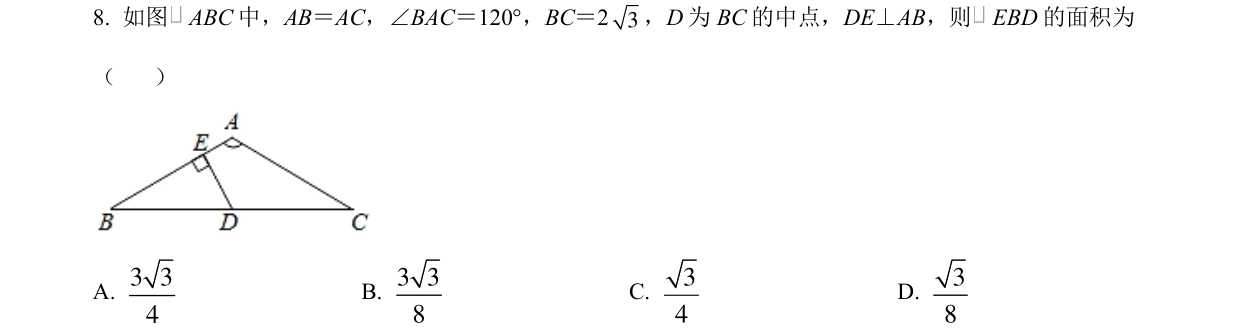 8. 如图□ ABC 中，AB＝AC，∠BAC＝120°，BC＝2√3，D 为 BC 的中点，DE⊥AB，则□ EBD 的面积为
（　　）
A
E
B D C
A. 3√3/4 B. 3√3/8 C. √3/4 D. √3/8